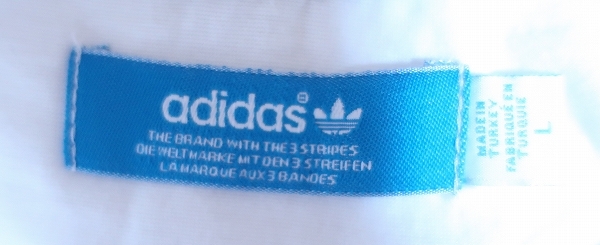 adidas®
THE BRAND WITH THE 3 STRIPES
DIE WELTMARKE MIT DEN 3 STREIFEN
LA MARQUE AUX 3 BANDES
MADE IN
TURKEY
FABRIQUÉ EN
TURQUIE
L